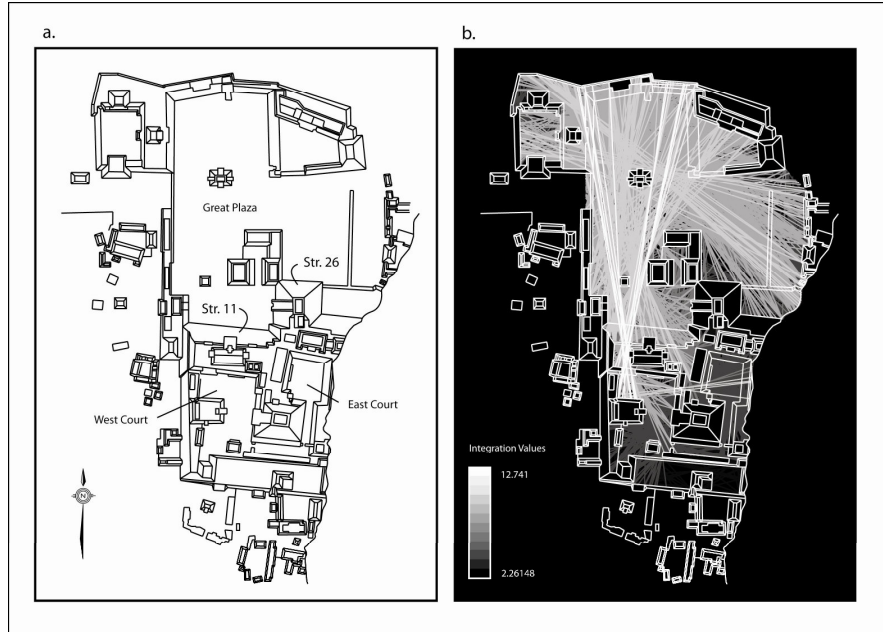 a.
b.
Great Plaza
Str. 26
Str. 11
West Court
East Court
N
Integration Values
12.741
2.26148